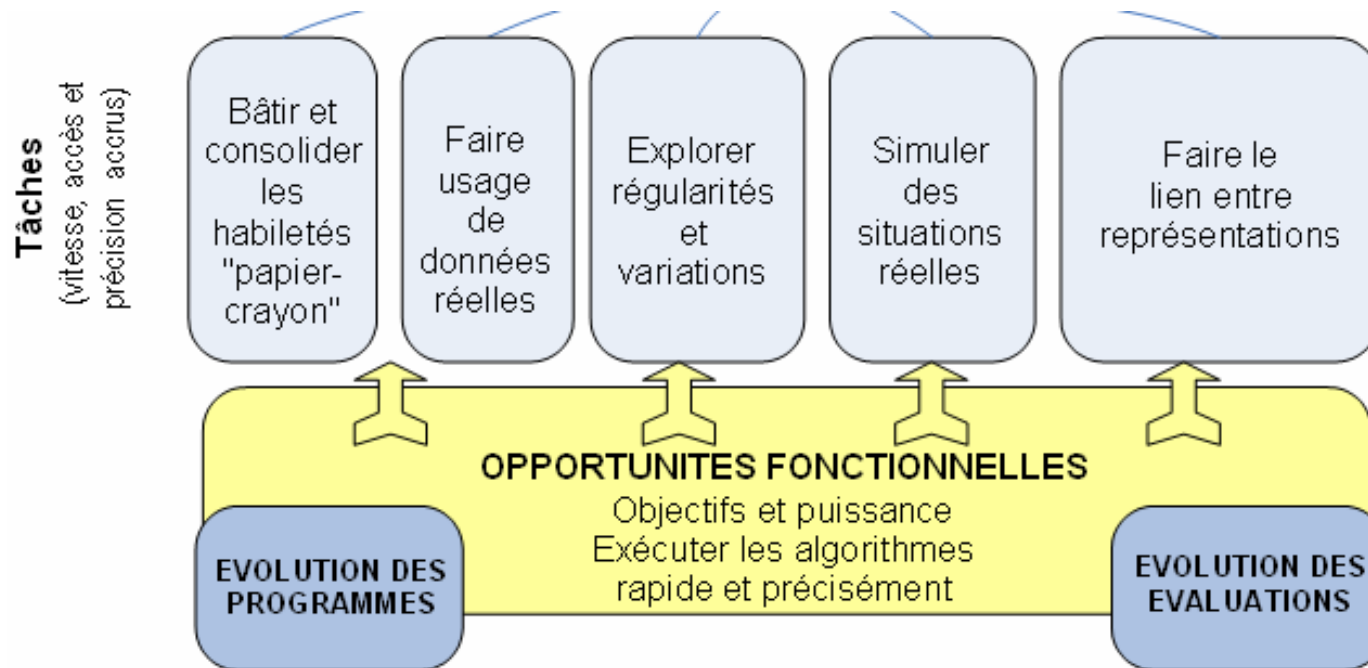 Tâches
(vitesse, accès et
précision accrus)
Bâtir et
consolider
les
habiletés
"papier-
crayon"
Faire
usage
de
données
réelles
Explorer
régularités
et
variations
Simuler
des
situations
réelles
Faire le
lien entre
représentations
OPPORTUNITES FONCTIONNELLES
Objectifs et puissance
Exécuter les algorithmes
rapide et précisément
EVOLUTION DES
PROGRAMMES
EVOLUTION DES
EVALUATIONS